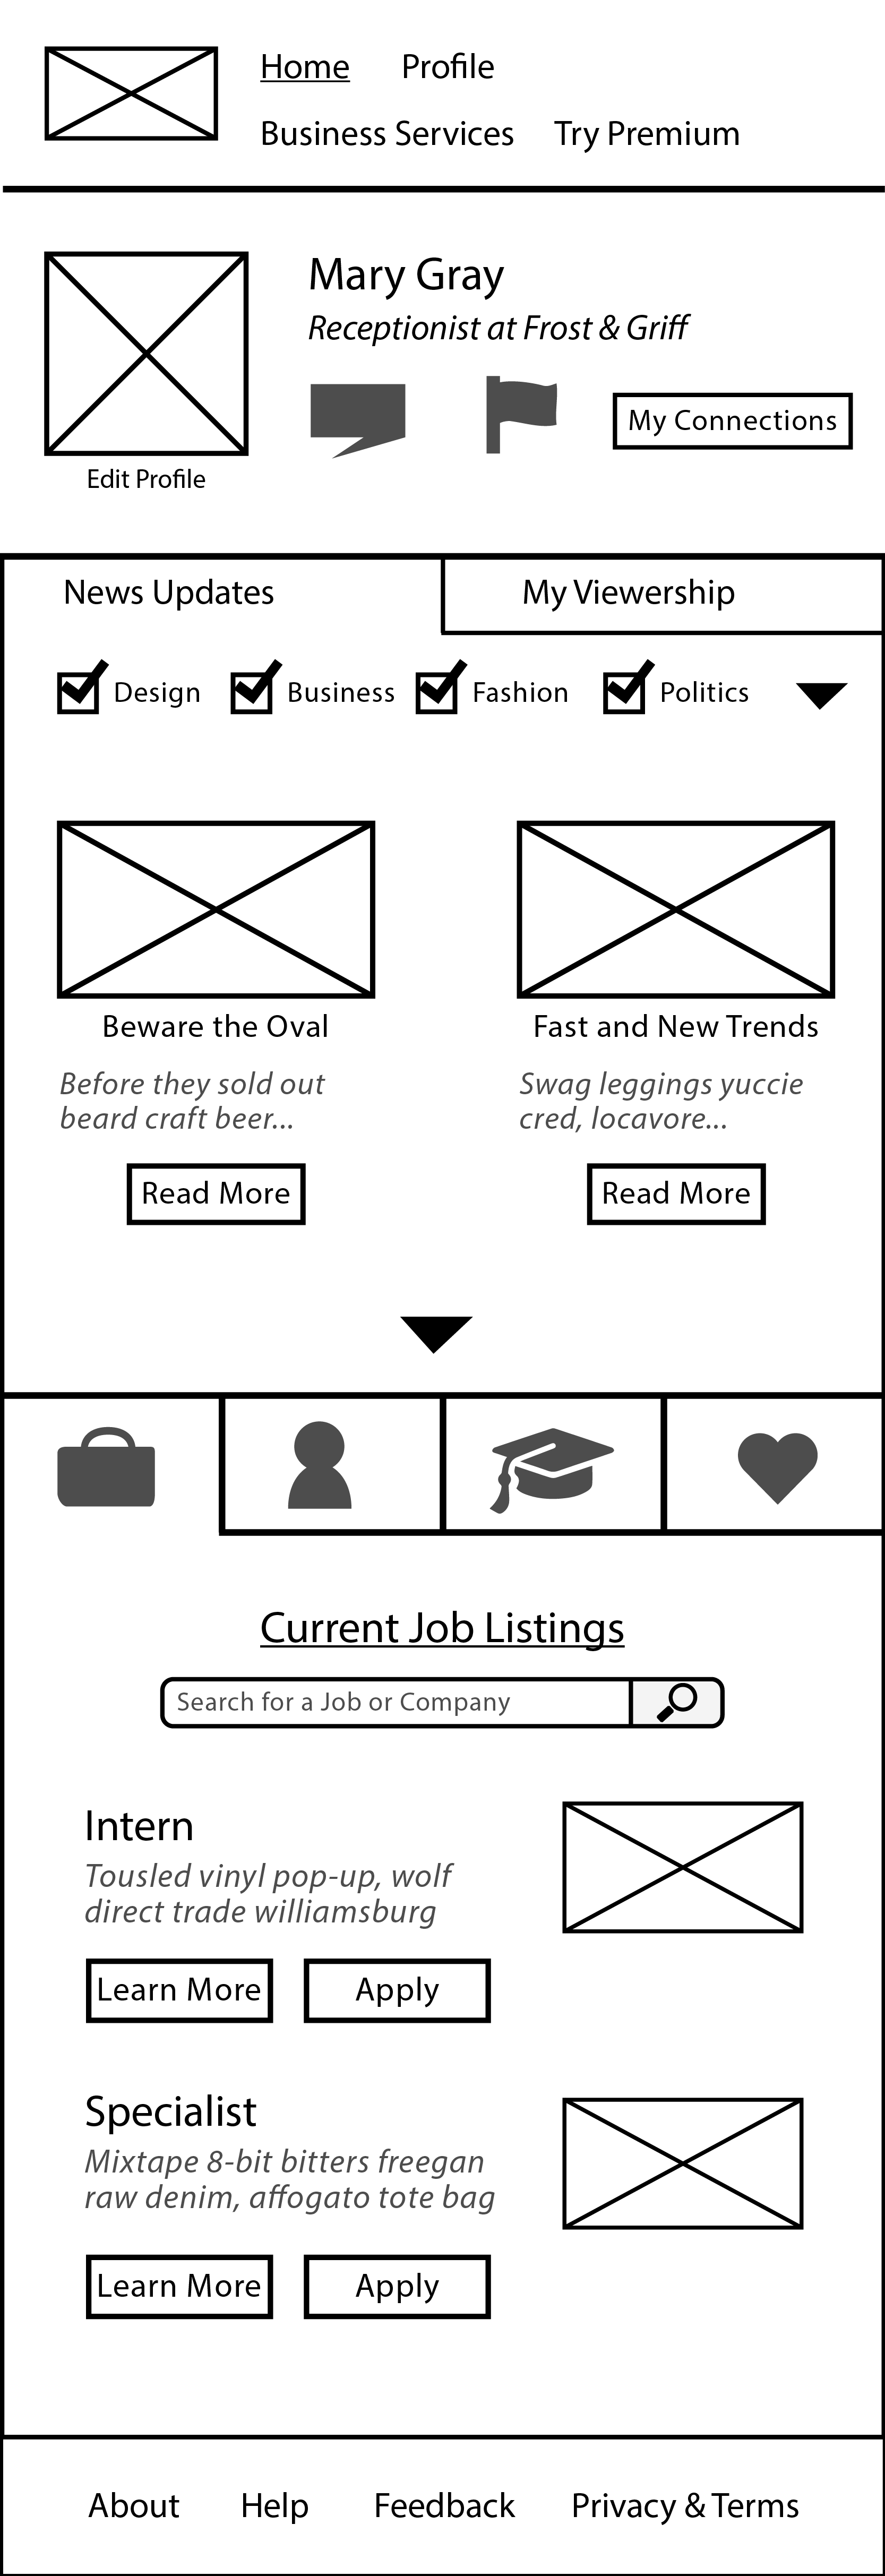 Home Profile
Business Services Try Premium
Mary Gray
Receptionist at Frost & Griff
My Connections
Edit Profile
News Updates My Viewership
Design Business Fashion Politics
Beware the Oval
Before they sold out
beard craft beer...
Read More
Fast and New Trends
Swag leggings yuccie
cred, locavore...
Read More
Current Job Listings
Search for a Job or Company
Intern
Tousled vinyl pop-up, wolf
direct trade williamsburg
Learn More Apply
Specialist
Mixtape 8-bit bitters freegan
raw denim, affogato tote bag
Learn More Apply
About Help Feedback Privacy & Terms